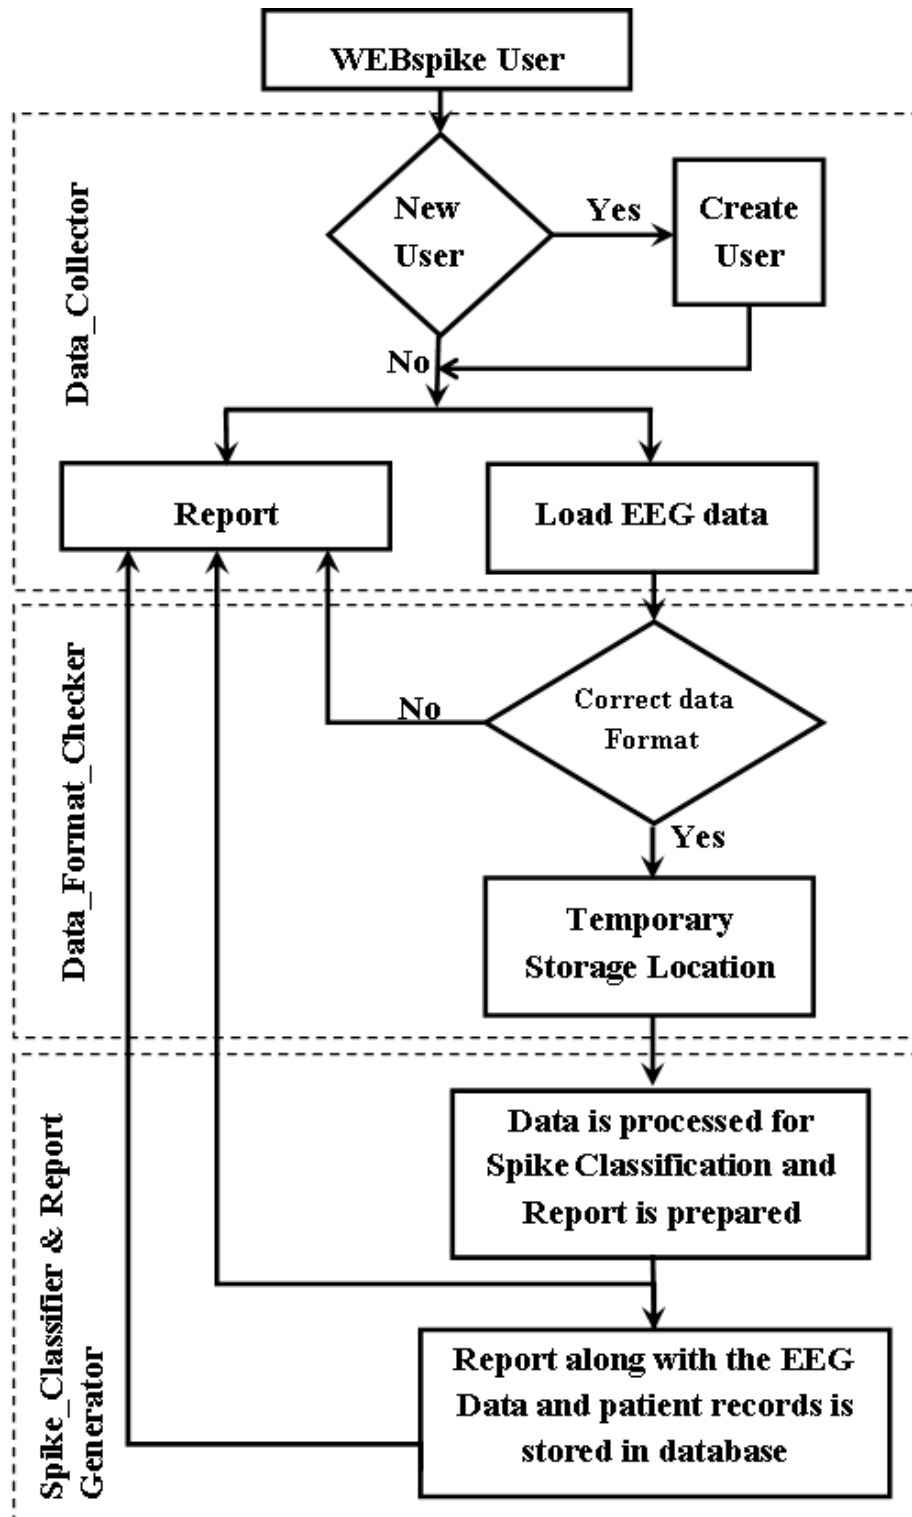 WEBspike User
Data_Collector
New
User
Yes
Create
User
No
Report
Load EEG data
Data_Format_Checker
Correct data
Format
No
Yes
Temporary
Storage Location
Spike_Classifier & Report
Generator
Data is processed for
Spike Classification and
Report is prepared
Report along with the EEG
Data and patient records is
stored in database